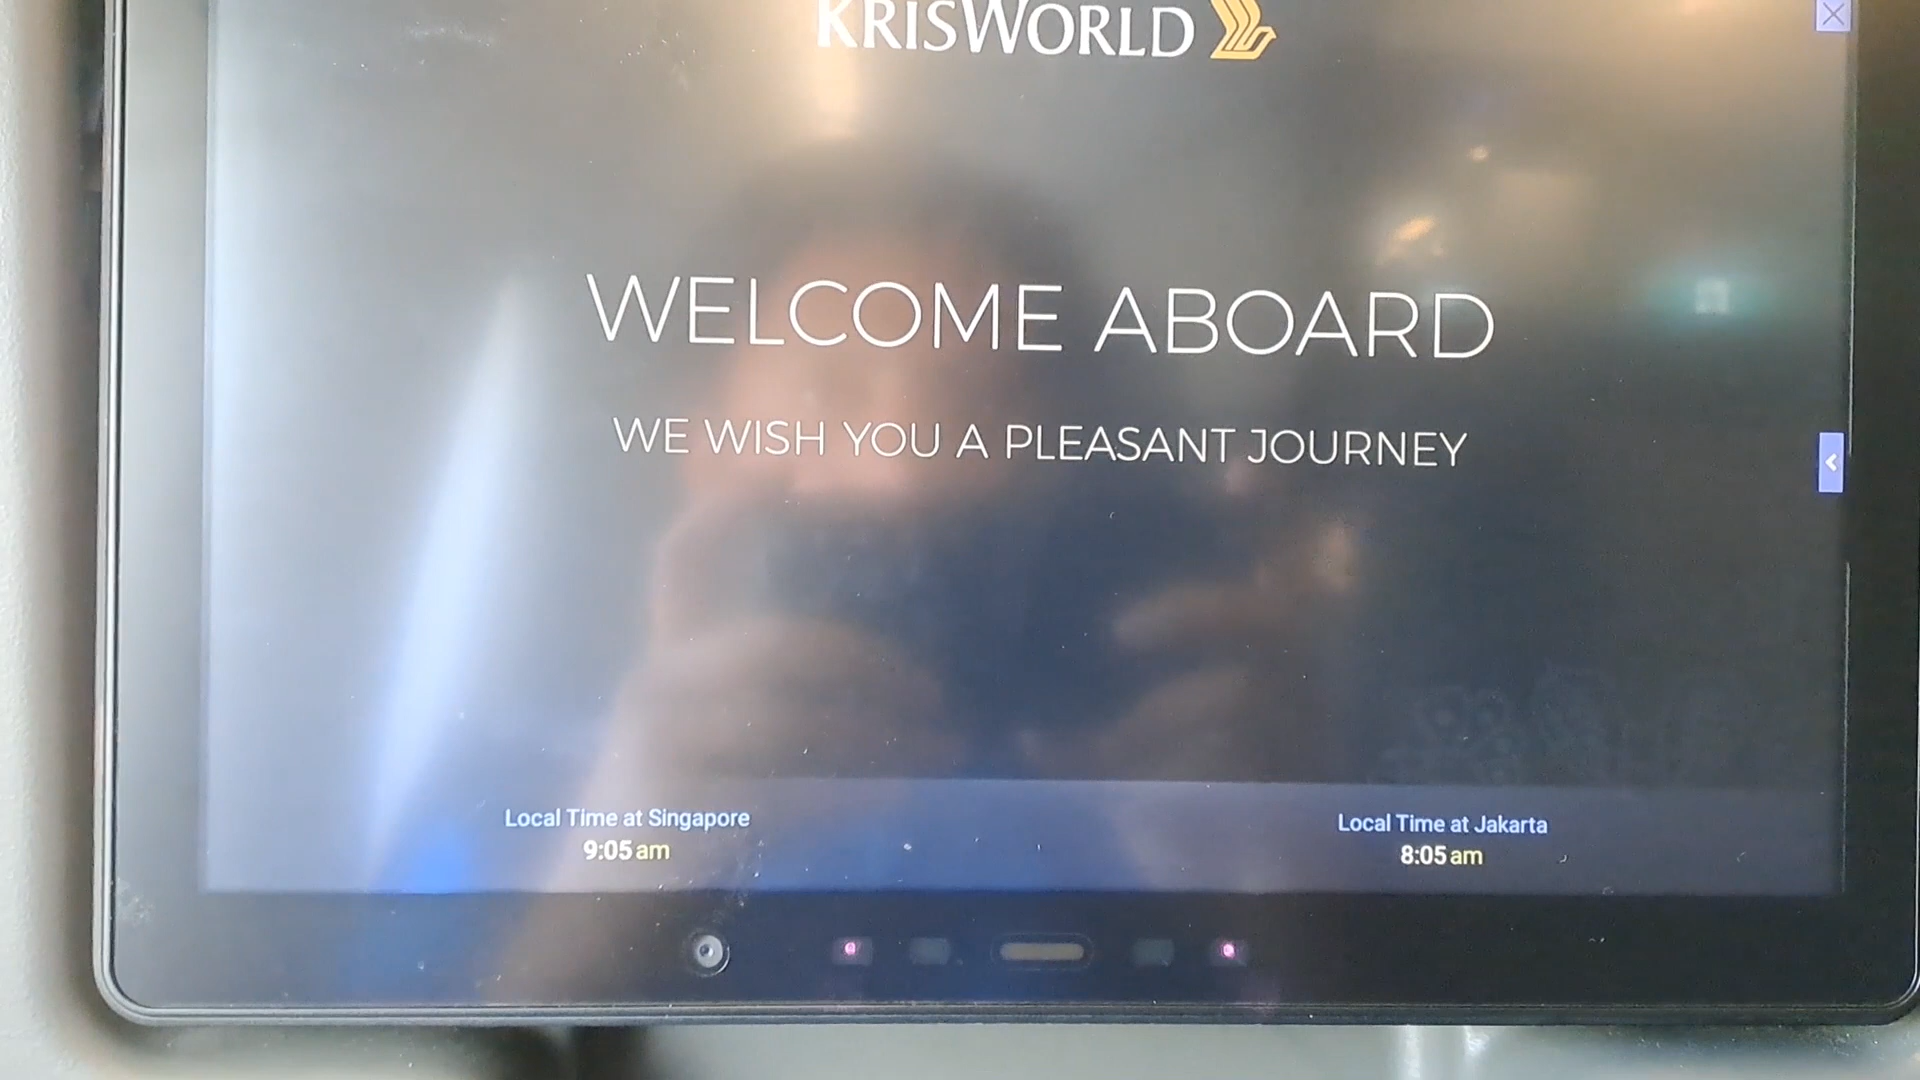 KRISWORLD
WELCOME ABOARD
WE WISH YOU A PLEASANT JOURNEY
Local Time at Singapore
9:05 am
Local Time at Jakarta
8:05 am